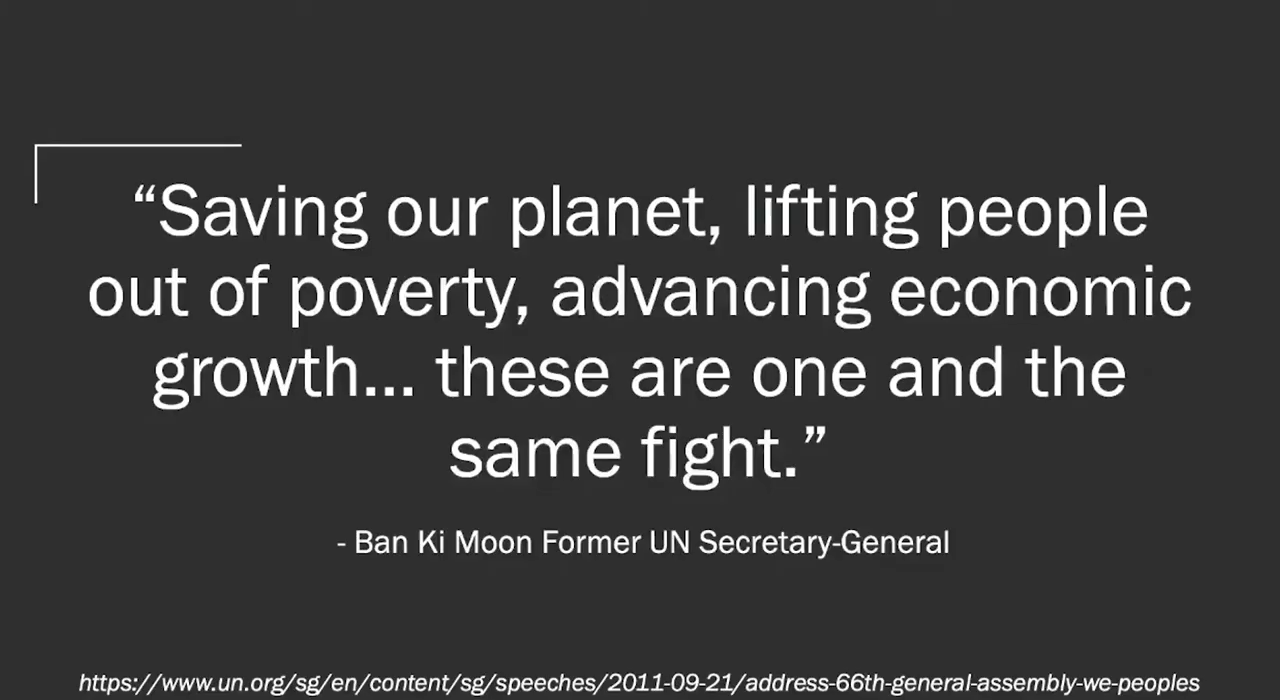 “Saving our planet, lifting people
out of poverty, advancing economic
growth... these are one and the
same fight.”
- Ban Ki Moon Former UN Secretary-General
https://www.un.org/sg/en/content/sg/speeches/2011-09-21/address-66th-general-assembly-we-peoples